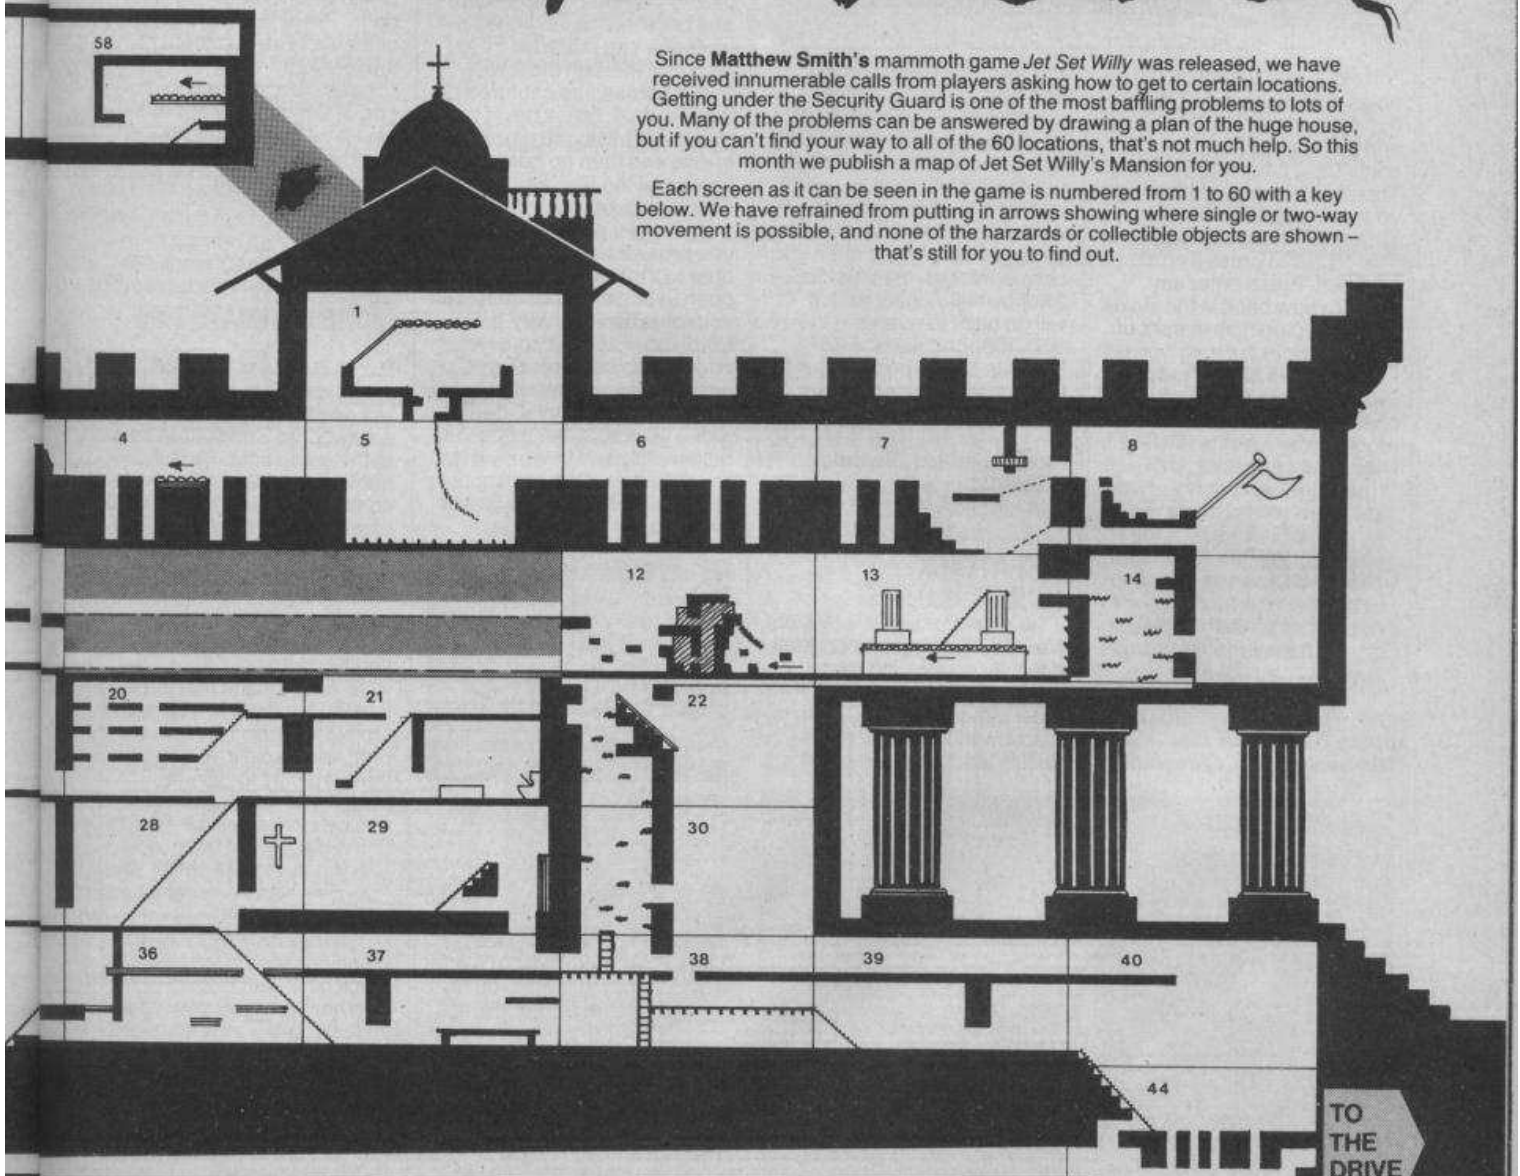 58
Since Matthew Smith's mammoth game Jet Set Willy was released, we have
received innumerable calls from players asking how to get to certain locations.
Getting under the Security Guard is one of the most baffling problems to lots of
you. Many of the problems can be answered by drawing a plan of the huge house,
but if you can't find your way to all of the 60 locations, that's not much help. So this
month we publish a map of Jet Set Willy's Mansion for you.
Each screen as it can be seen in the game is numbered from 1 to 60 with a key
below. We have refrained from putting in arrows showing where single or two-way
movement is possible, and none of the harzards or collectible objects are shown –
that's still for you to find out.
1
4
5
6
7
8
12
13
14
20
21
22
28
29
30
36
37
38
39
40
44
TO
THE
DRIVE